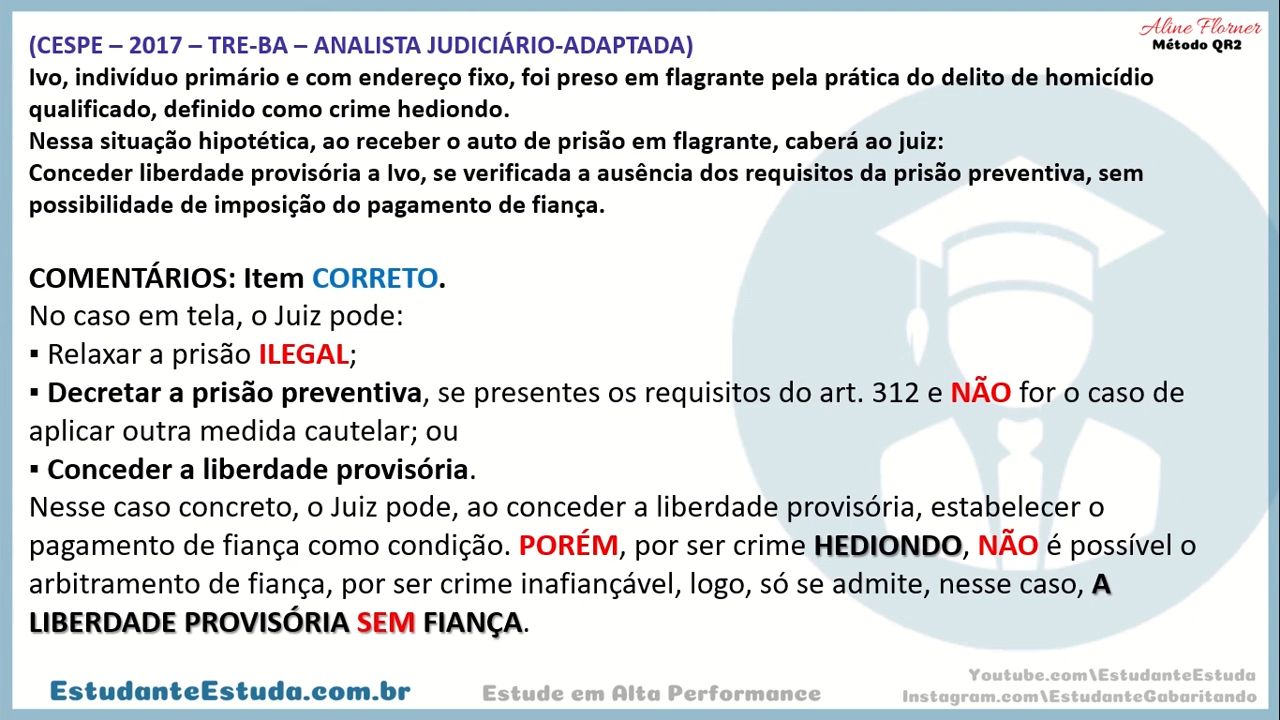 Aline Florner
Método QR2
(CESPE – 2017 – TRE-BA – ANALISTA JUDICIÁRIO-ADAPTADA)
Ivo, indivíduo primário e com endereço fixo, foi preso em flagrante pela prática do delito de homicídio
qualificado, definido como crime hediondo.
Nessa situação hipotética, ao receber o auto de prisão em flagrante, caberá ao juiz:
Conceder liberdade provisória a Ivo, se verificada a ausência dos requisitos da prisão preventiva, sem
possibilidade de imposição do pagamento de fiança.
COMENTÁRIOS: Item CORRETO.
No caso em tela, o Juiz pode:
▪ Relaxar a prisão ILEGAL;
▪ Decretar a prisão preventiva, se presentes os requisitos do art. 312 e NÃO for o caso de
aplicar outra medida cautelar; ou
▪ Conceder a liberdade provisória.
Nesse caso concreto, o Juiz pode, ao conceder a liberdade provisória, estabelecer o
pagamento de fiança como condição. PORÉM, por ser crime HEDIONDO, NÃO é possível o
arbitramento de fiança, por ser crime inafiançável, logo, só se admite, nesse caso, A
LIBERDADE PROVISÓRIA SEM FIANÇA.
EstudanteEstuda.com.br
Estude em Alta Performance
Youtube.com\EstudanteEstuda
Instagram.com\EstudanteGabaritando